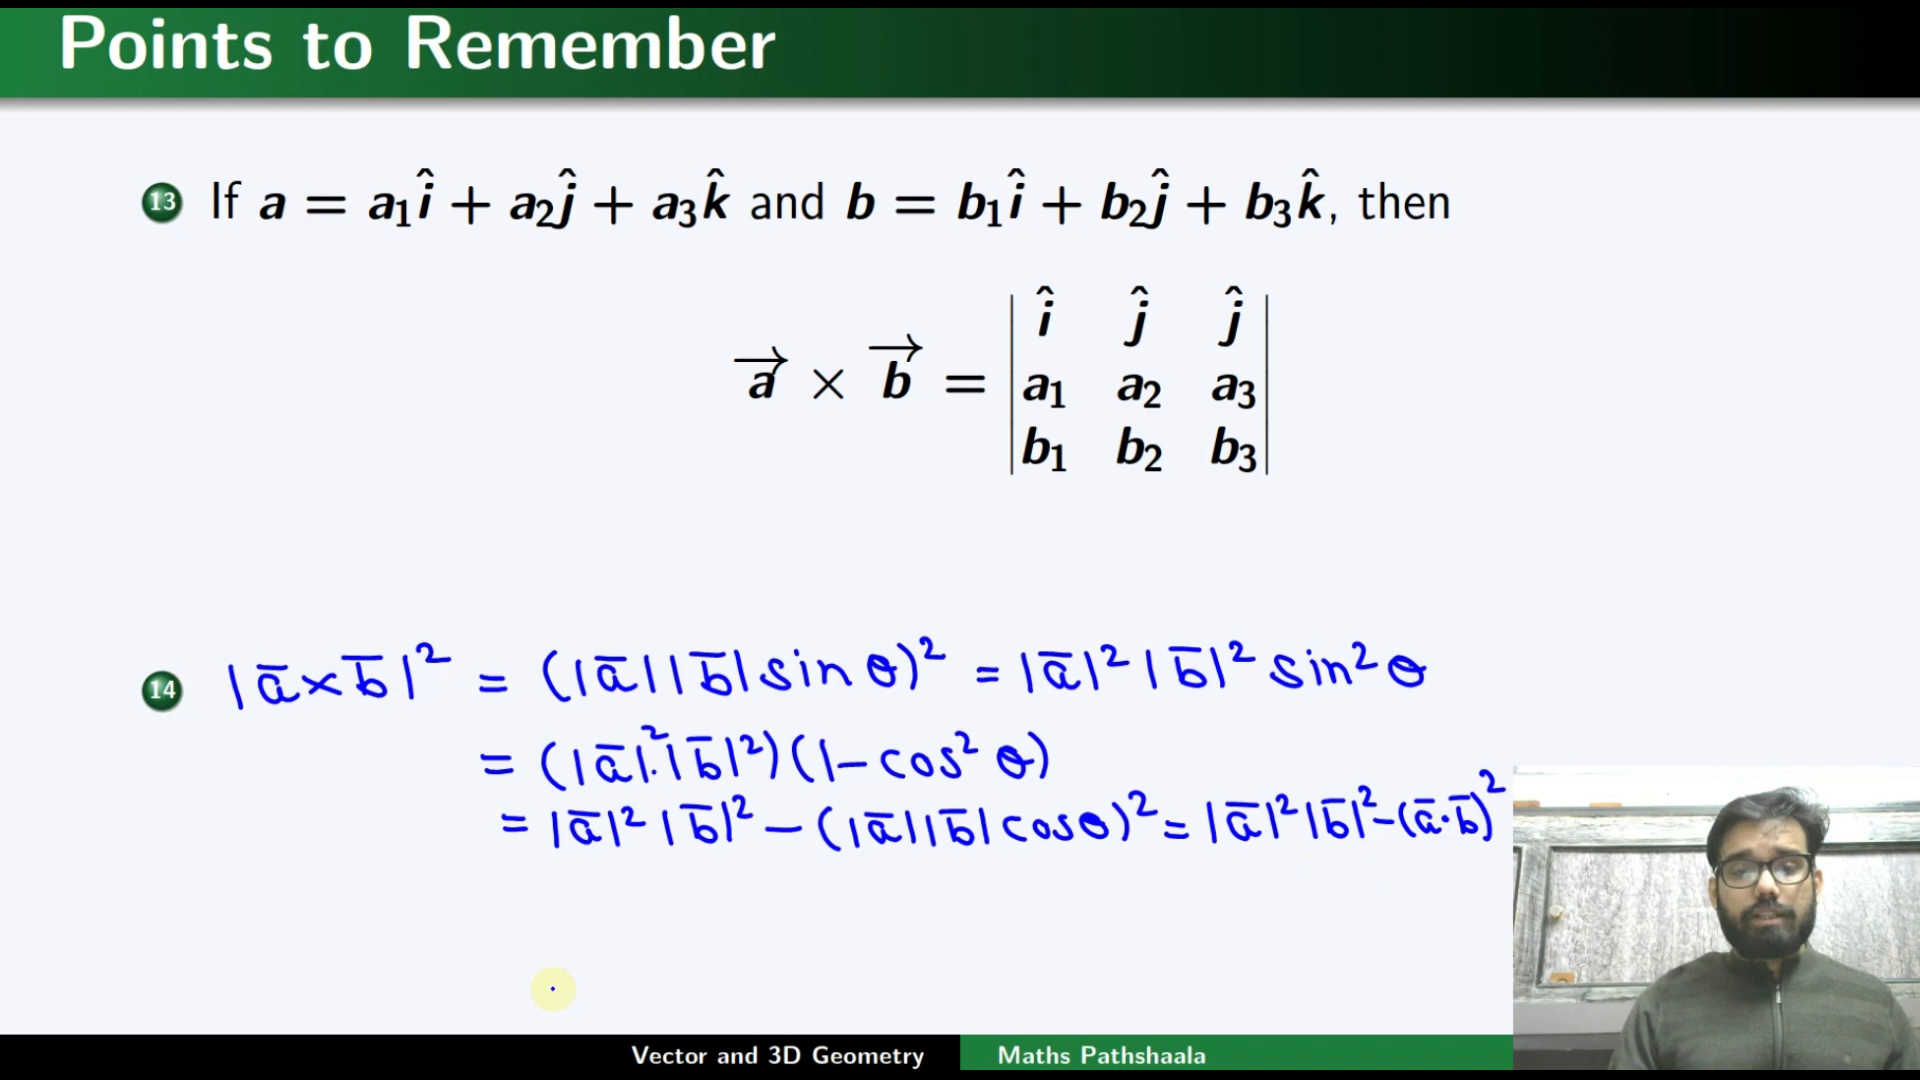 Points to Remember
13 If a = a₁î + a₂ĵ + a₃k̂ and b = b₁î + b₂ĵ + b₃k̂, then
î ĵ ĵ
a⃗ × b⃗ = a₁ a₂ a₃
b₁ b₂ b₃
14 |a̅×b̅|² = (|a̅||b̅|sin θ)² = |a̅|²|b̅|² sin²θ
= (|a̅|².|b̅|²)(1-cos² θ)
= |a̅|²|b̅|² - (|a̅||b̅|cosθ)² = |a̅|²|b̅|²-(a̅·b̅)²
Vector and 3D Geometry Maths Pathshaala